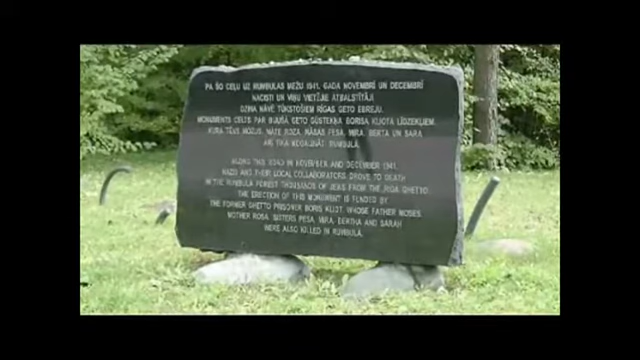 PA ŠO CEĻU UZ RUMBULAS MEŽU 1941. GADA NOVEMBRĪ UN DECEMBRĪ
NACISTI UN VIŅU VIETĒJIE ATBALSTĪTĀJI
DZINA NĀVĒ TŪKSTOŠIEM RĪGAS GETO EBREJU.
MONUMENTS CELTS PAR BIJUŠĀ GETO GŪSTEKŅA BORISA KLIOTA LĪDZEKĻIEM,
KURA TĒVS MOZUS, MĀTE ROZA, MĀSAS PESA, MIRA, BERTA UN SARA
ARĪ TIKA NOGALINĀTI RUMBULĀ.
ALONG THIS ROAD IN NOVEMBER AND DECEMBER 1941
NAZIS AND THEIR LOCAL COLLABORATORS DROVE TO DEATH
IN THE RUMBULA FOREST THOUSANDS OF JEWS FROM THE RIGA GHETTO.
THE ERECTION OF THIS MONUMENT IS FUNDED BY
THE FORMER GHETTO PRISONER BORIS KLIOT, WHOSE FATHER MOSES,
MOTHER ROSA, SISTERS PESA, MIRA, BERTHA AND SARAH
WERE ALSO KILLED IN RUMBULA.